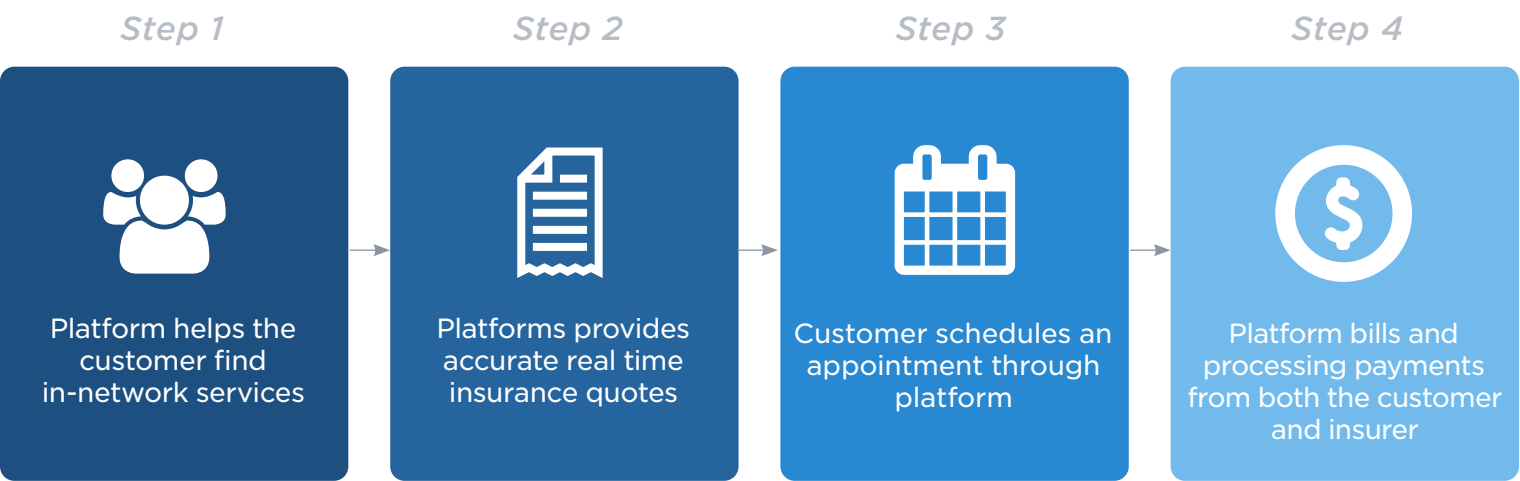 Step 1
Step 2
Step 3
Step 4
Platform helps the
customer find
in-network services
Platforms provides
accurate real time
insurance quotes
Customer schedules an
appointment through
platform
Platform bills and
processing payments
from both the customer
and insurer